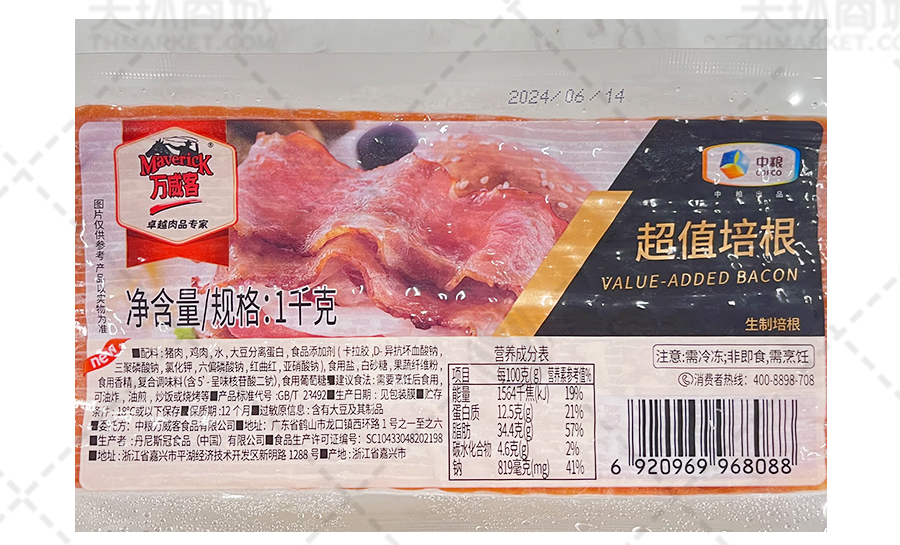 天环商城
THMARKET.COM
2024/06/14
Maverick
®
万威客
卓越肉品专家
中粮
COFCO
中粮出品
图片仅供参考 产品以实物为准
超值培根
VALUE-ADDED BACON
净含量/规格:1千克
生制培根
new
■配料:猪肉,鸡肉,水,大豆分离蛋白,食品添加剂(卡拉胶,D-异抗坏血酸钠,
三聚磷酸钠,氯化钾,六偏磷酸钠,红曲红,亚硝酸钠),食用盐,白砂糖,果蔬纤维粉,
食用香精,复合调味料(含5'-呈味核苷酸二钠),食用葡萄糖■建议食法:需要烹饪后食用,
可油炸,油煎,炒饭或烧烤等■产品标准代号:GB/T 23492■生产日期:见包装膜■贮存
条件:-18℃或以下保存■保质期:12个月■过敏原信息:含有大豆及其制品
■委托方:中粮万威客食品有限公司■地址:广东省鹤山市龙口镇西环路1号之一至之六
■生产者:丹尼斯冠食品(中国)有限公司■食品生产许可证编号:SC10433048202198
■地址:浙江省嘉兴市平湖经济技术开发区新明路1288号■产地:浙江省嘉兴市
营养成分表
项目 每100克(g) 营养素参考值%
能量 1564千焦(kJ) 19%
蛋白质 12.5克(g) 21%
脂肪 34.4克(g) 57%
碳水化合物 4.6克(g) 2%
钠 819毫克(mg) 41%
注意:需冷冻;非即食,需烹饪
消费者热线:400-8898-708
6 920969 968088